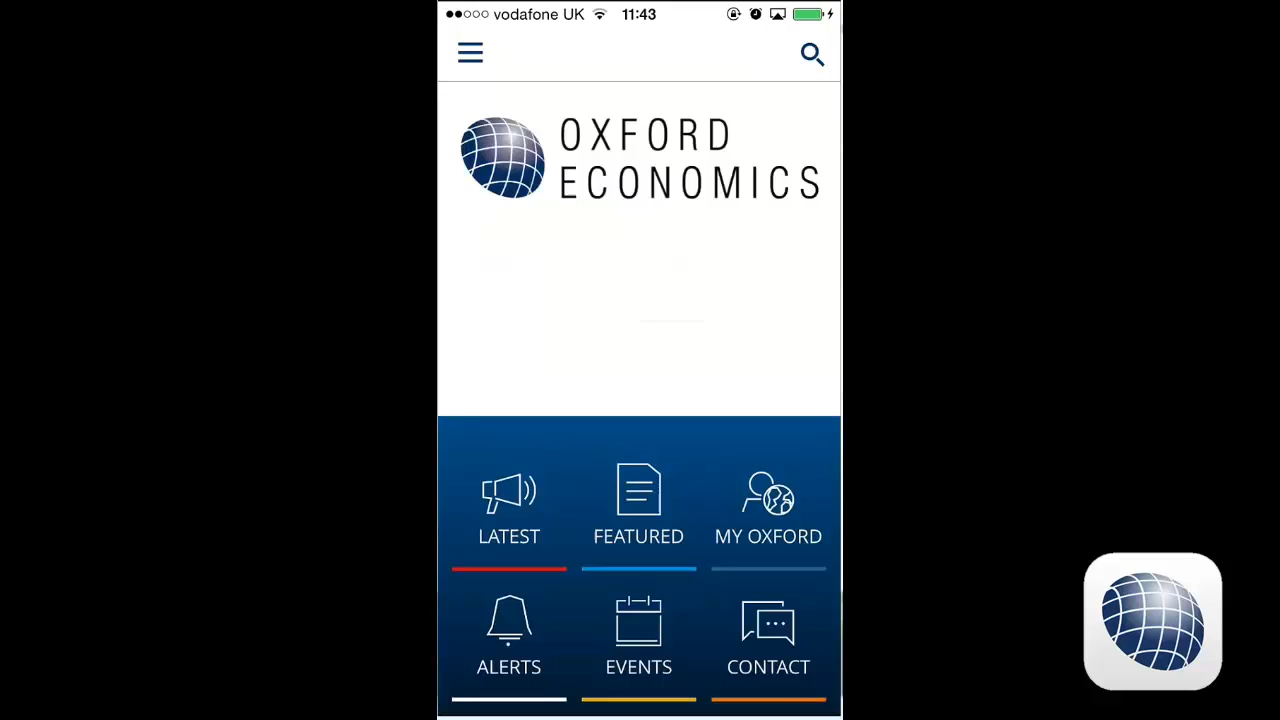 vodafone UK 11:43
OXFORD
ECONOMICS
LATEST FEATURED MY OXFORD
ALERTS EVENTS CONTACT